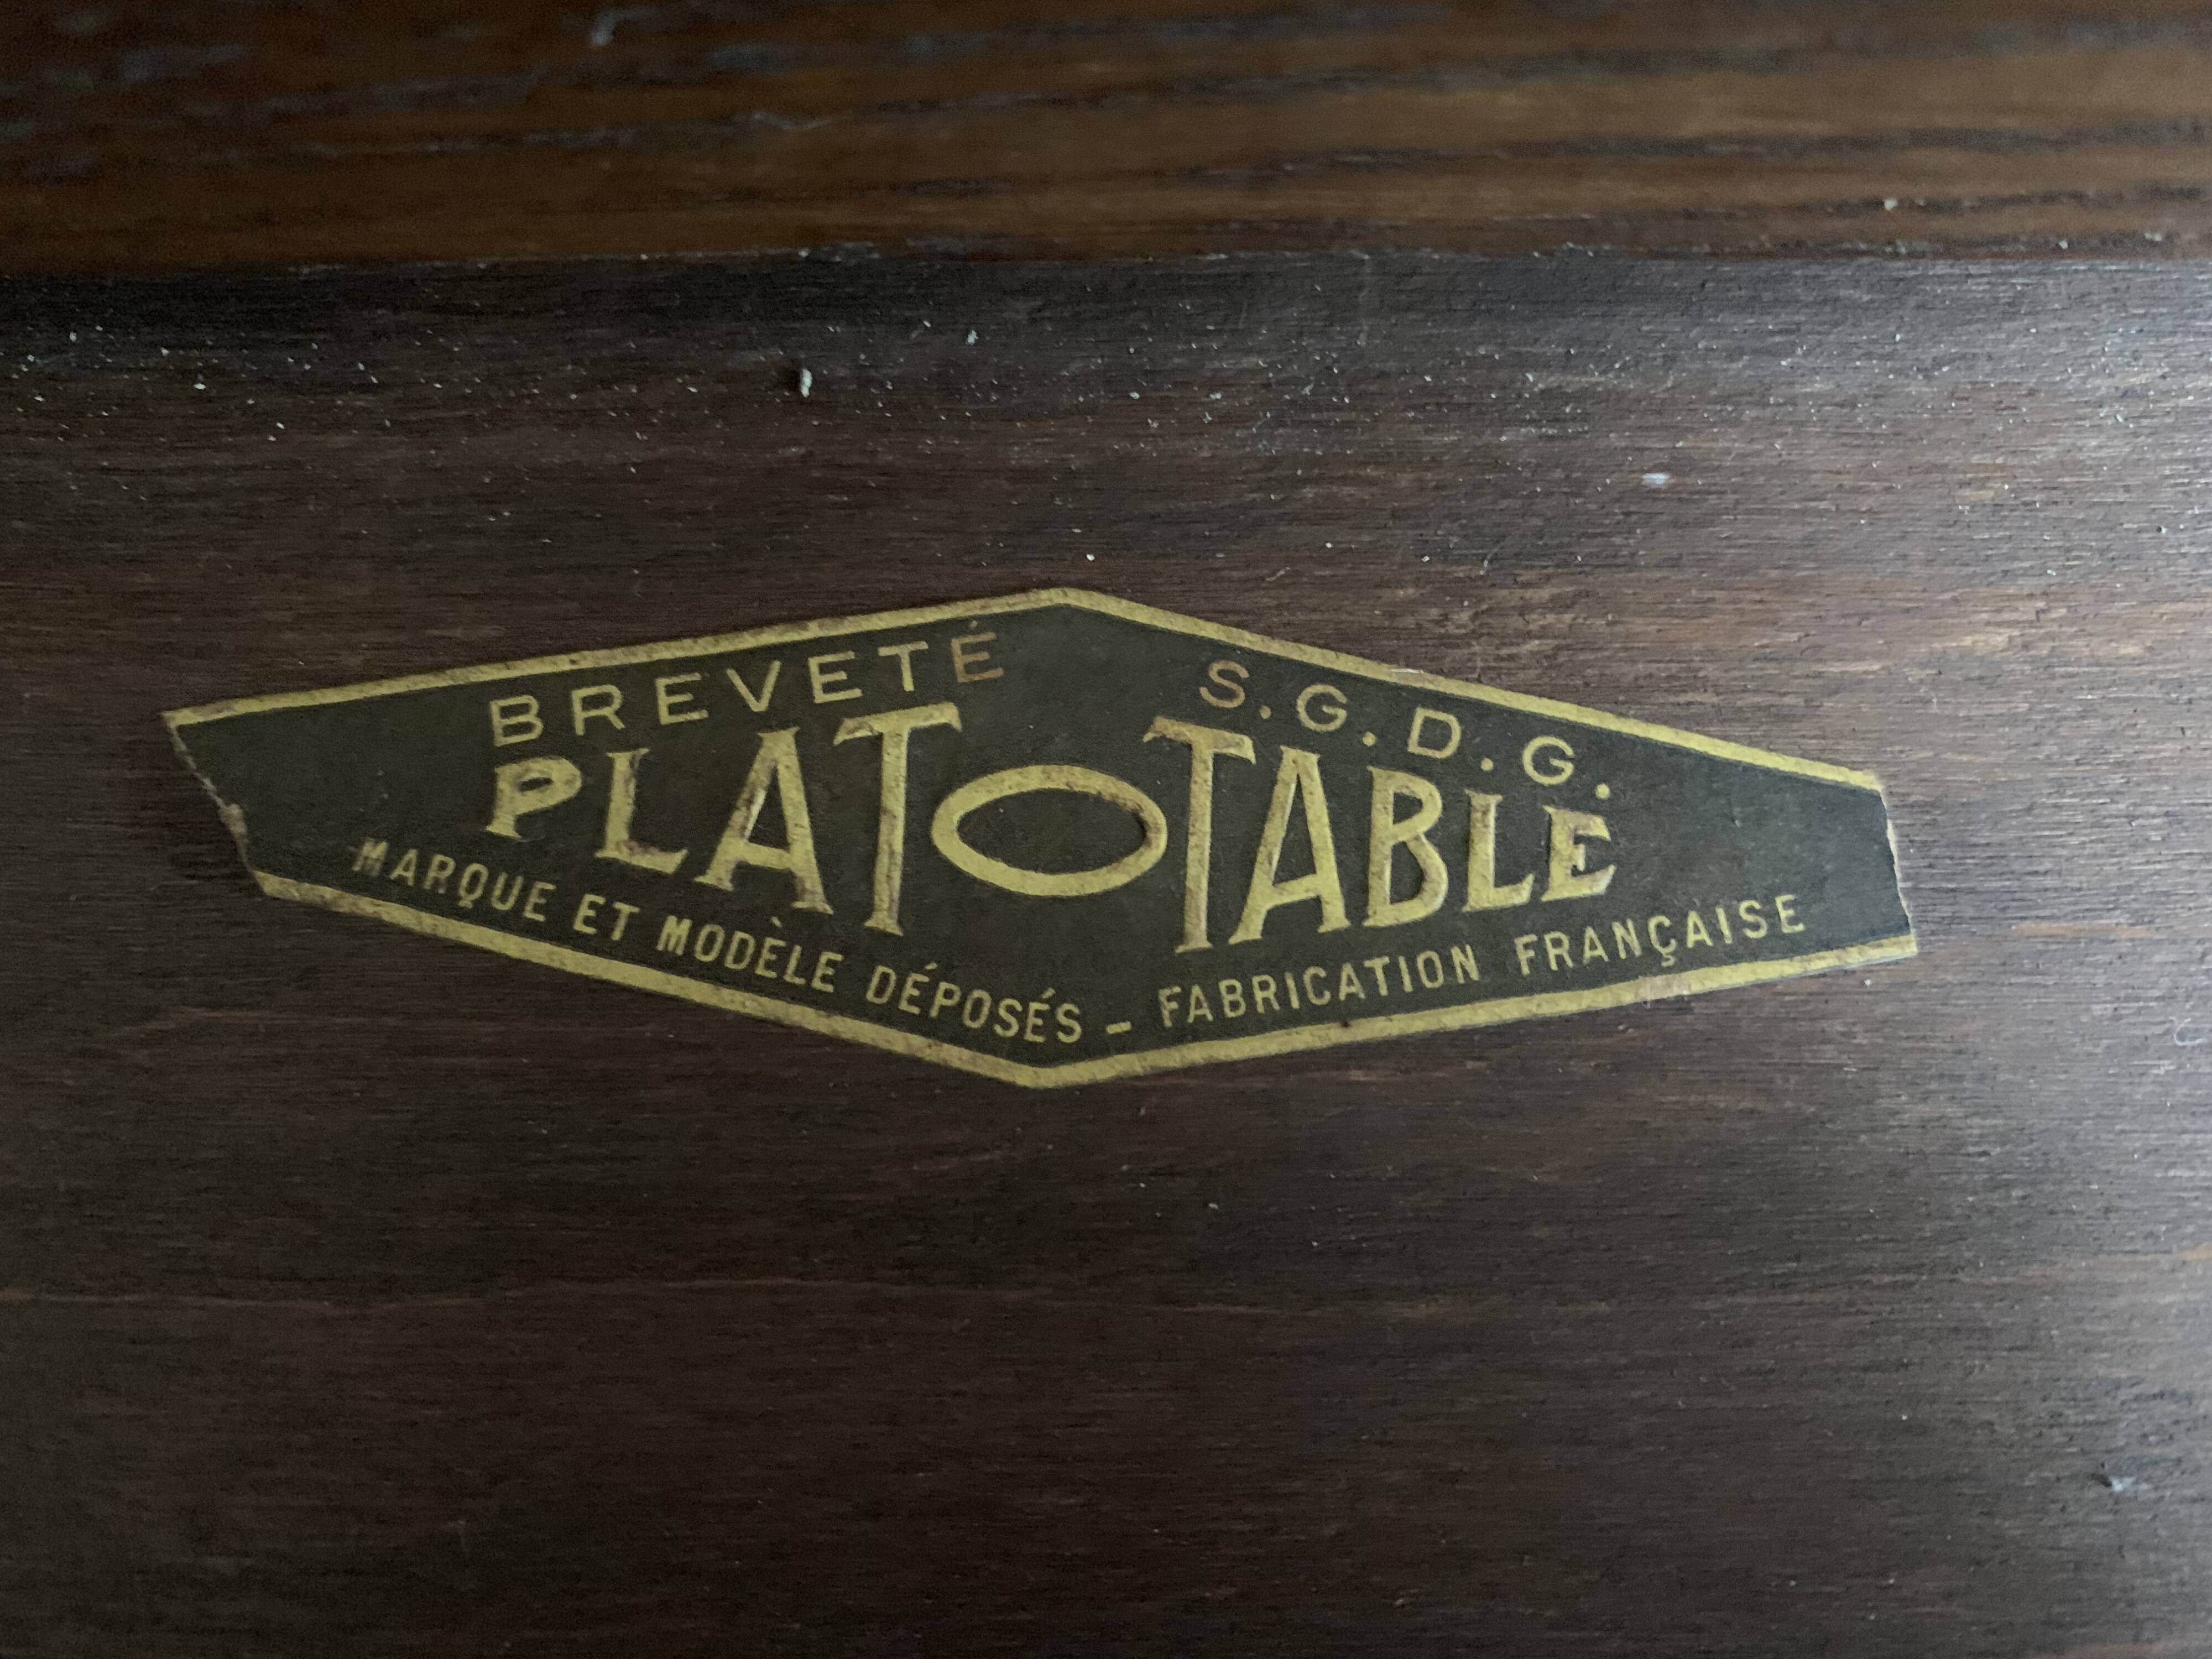 BREVETÉ S.G.D.G.
PLATOTABLE
MARQUE ET MODÈLE DÉPOSÉS – FABRICATION FRANÇAISE